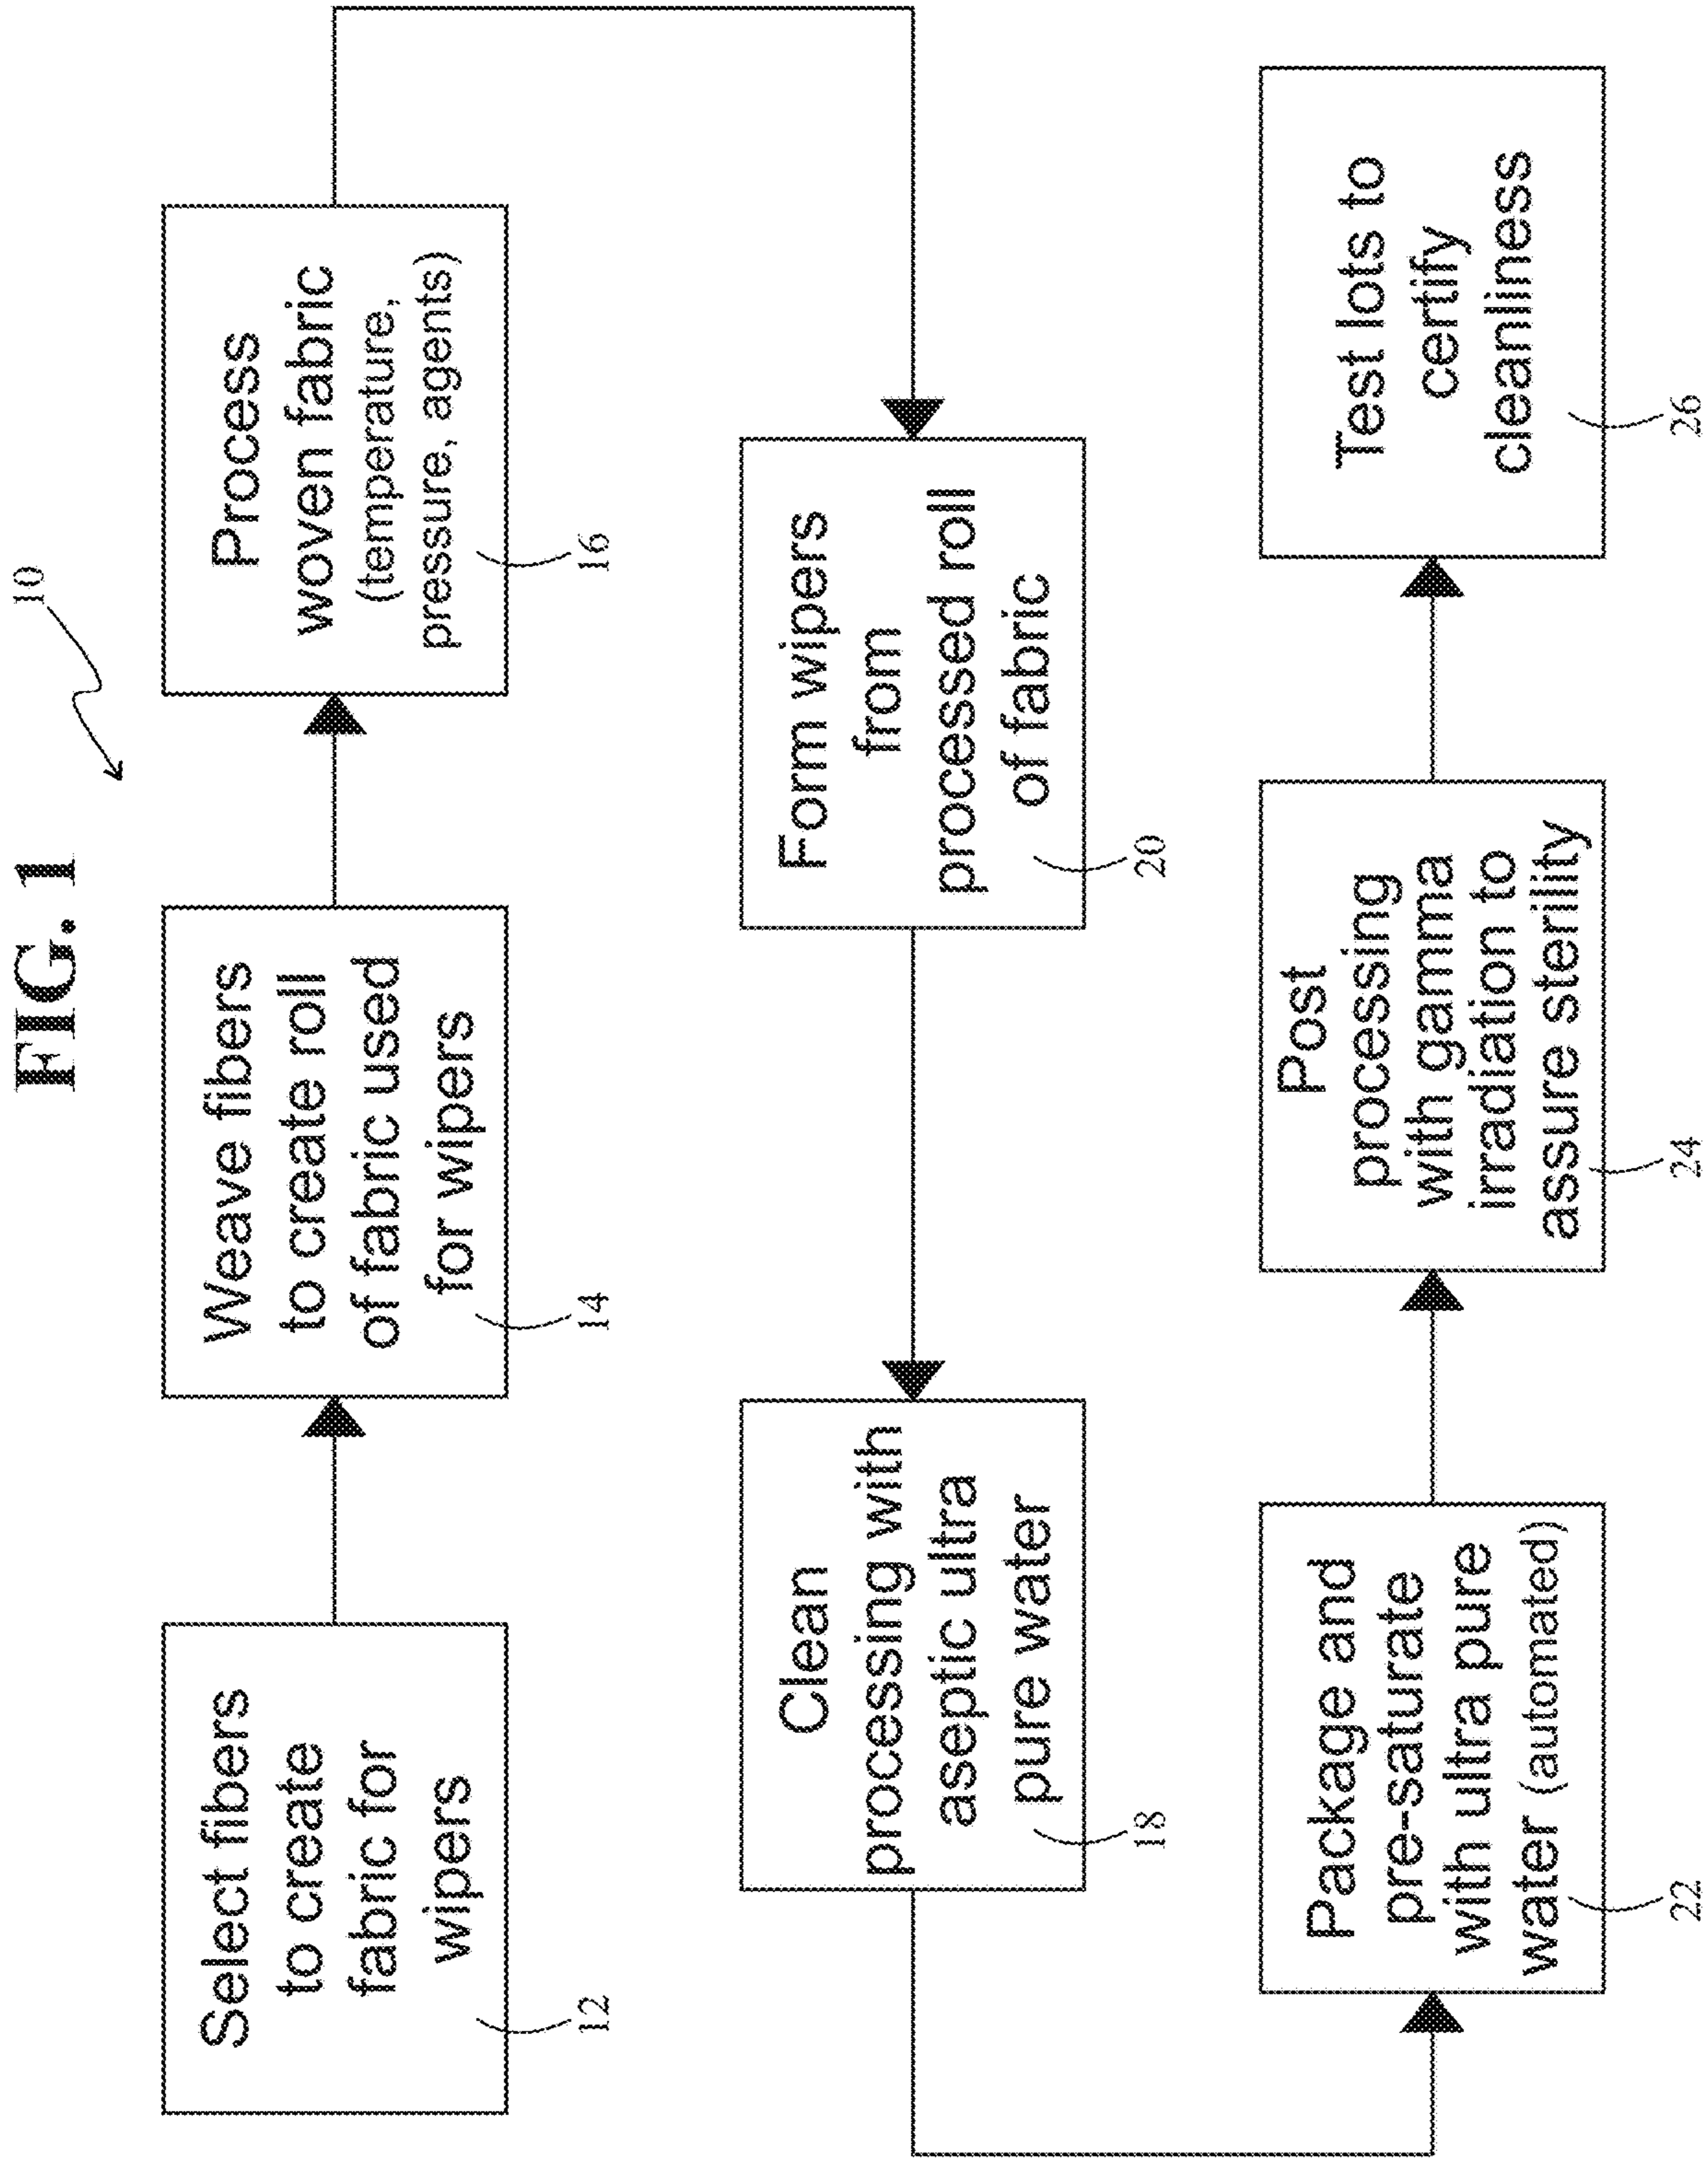 FIG. 1
10
Select fibers
to create
fabric for
wipers
12
Weave fibers
to create roll
of fabric used
for wipers
14
Process
woven fabric
(temperature,
pressure, agents)
16
Form wipers
from
processed roll
of fabric
20
Clean
processing with
aseptic ultra
pure water
18
Package and
pre-saturate
with ultra pure
water (automated)
22
Post
processing
with gamma
irradiation to
assure sterility
24
Test lots to
certify
cleanliness
26